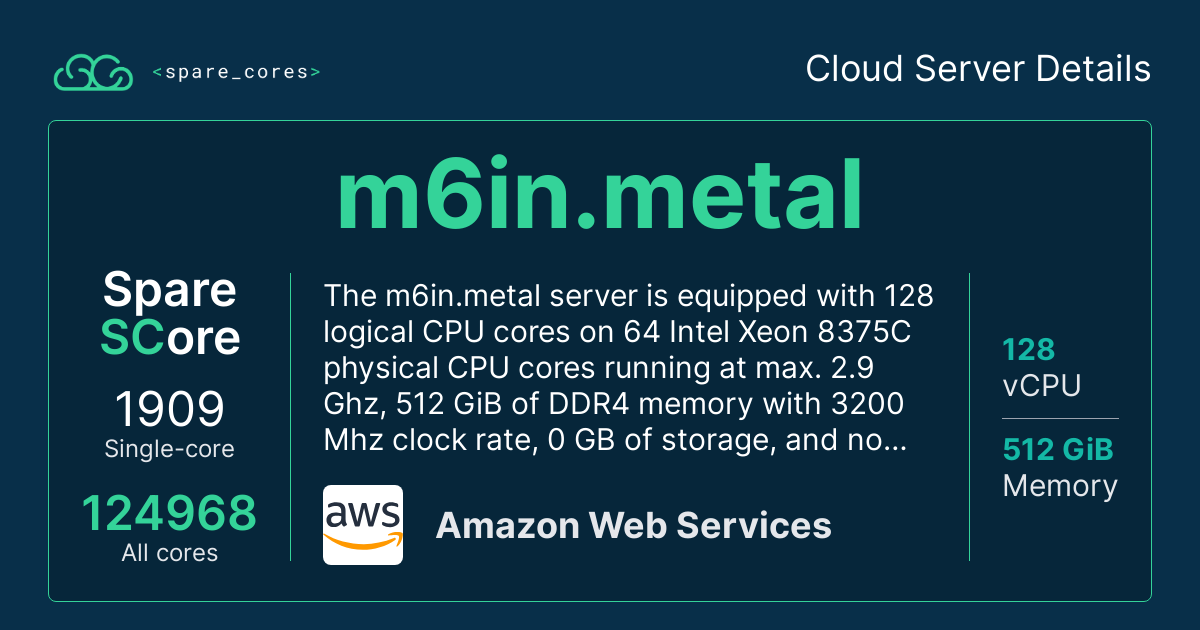 <spare_cores>
Cloud Server Details
m6in.metal
Spare
SCore
1909
Single-core
124968
All cores
The m6in.metal server is equipped with 128
logical CPU cores on 64 Intel Xeon 8375C
physical CPU cores running at max. 2.9
Ghz, 512 GiB of DDR4 memory with 3200
Mhz clock rate, 0 GB of storage, and no...
aws
Amazon Web Services
128
vCPU
512 GiB
Memory